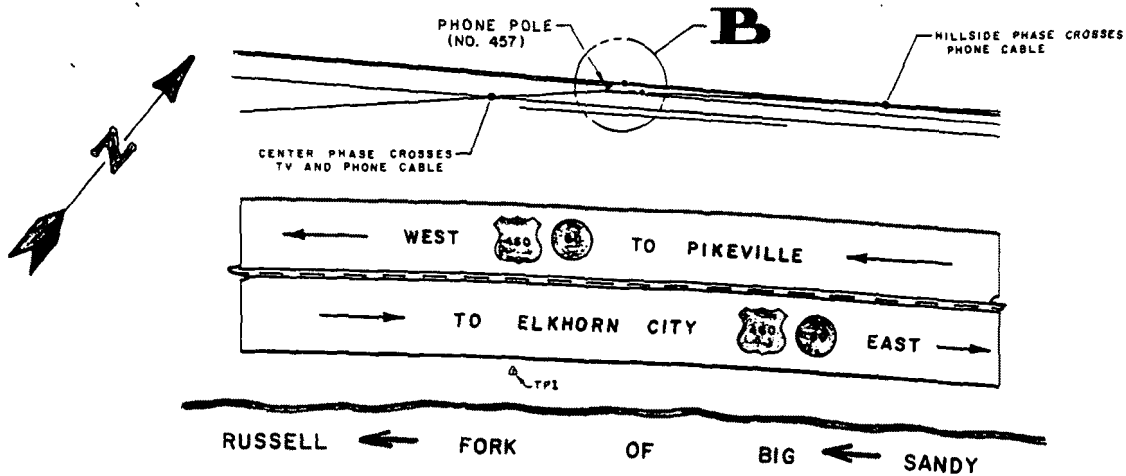 PHONE POLE
(NO. 457)
B
HILLSIDE PHASE CROSSES
PHONE CABLE
N
CENTER PHASE CROSSES
TV AND PHONE CABLE
WEST 460 TO PIKEVILLE
TO ELKHORN CITY 460 EAST
RUSSELL FORK OF BIG SANDY